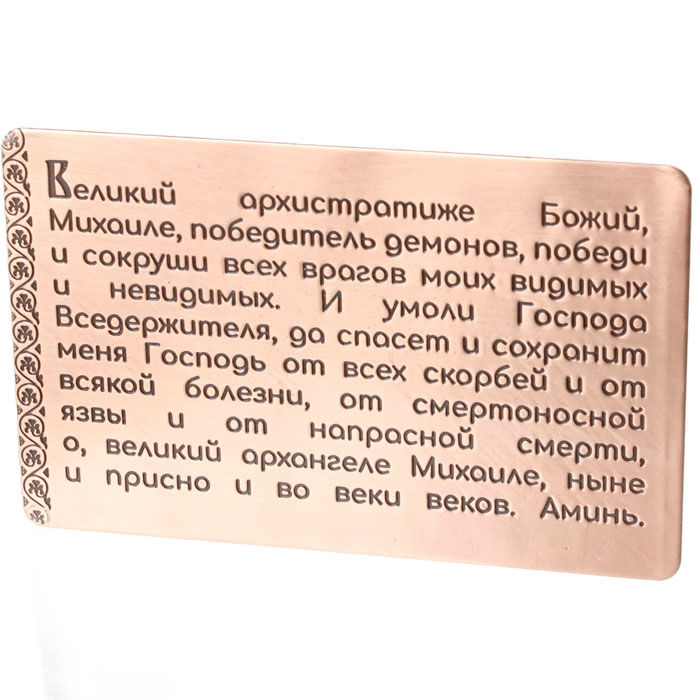 Великий архистратиже Божий,
Михаиле, победитель демонов, победи
и сокруши всех врагов моих видимых
и невидимых. И умоли Господа
Вседержителя, да спасет и сохранит
меня Господь от всех скорбей и от
всякой болезни, от смертоносной
язвы и от напрасной смерти,
о, великий архангеле Михаиле, ныне
и присно и во веки веков. Аминь.